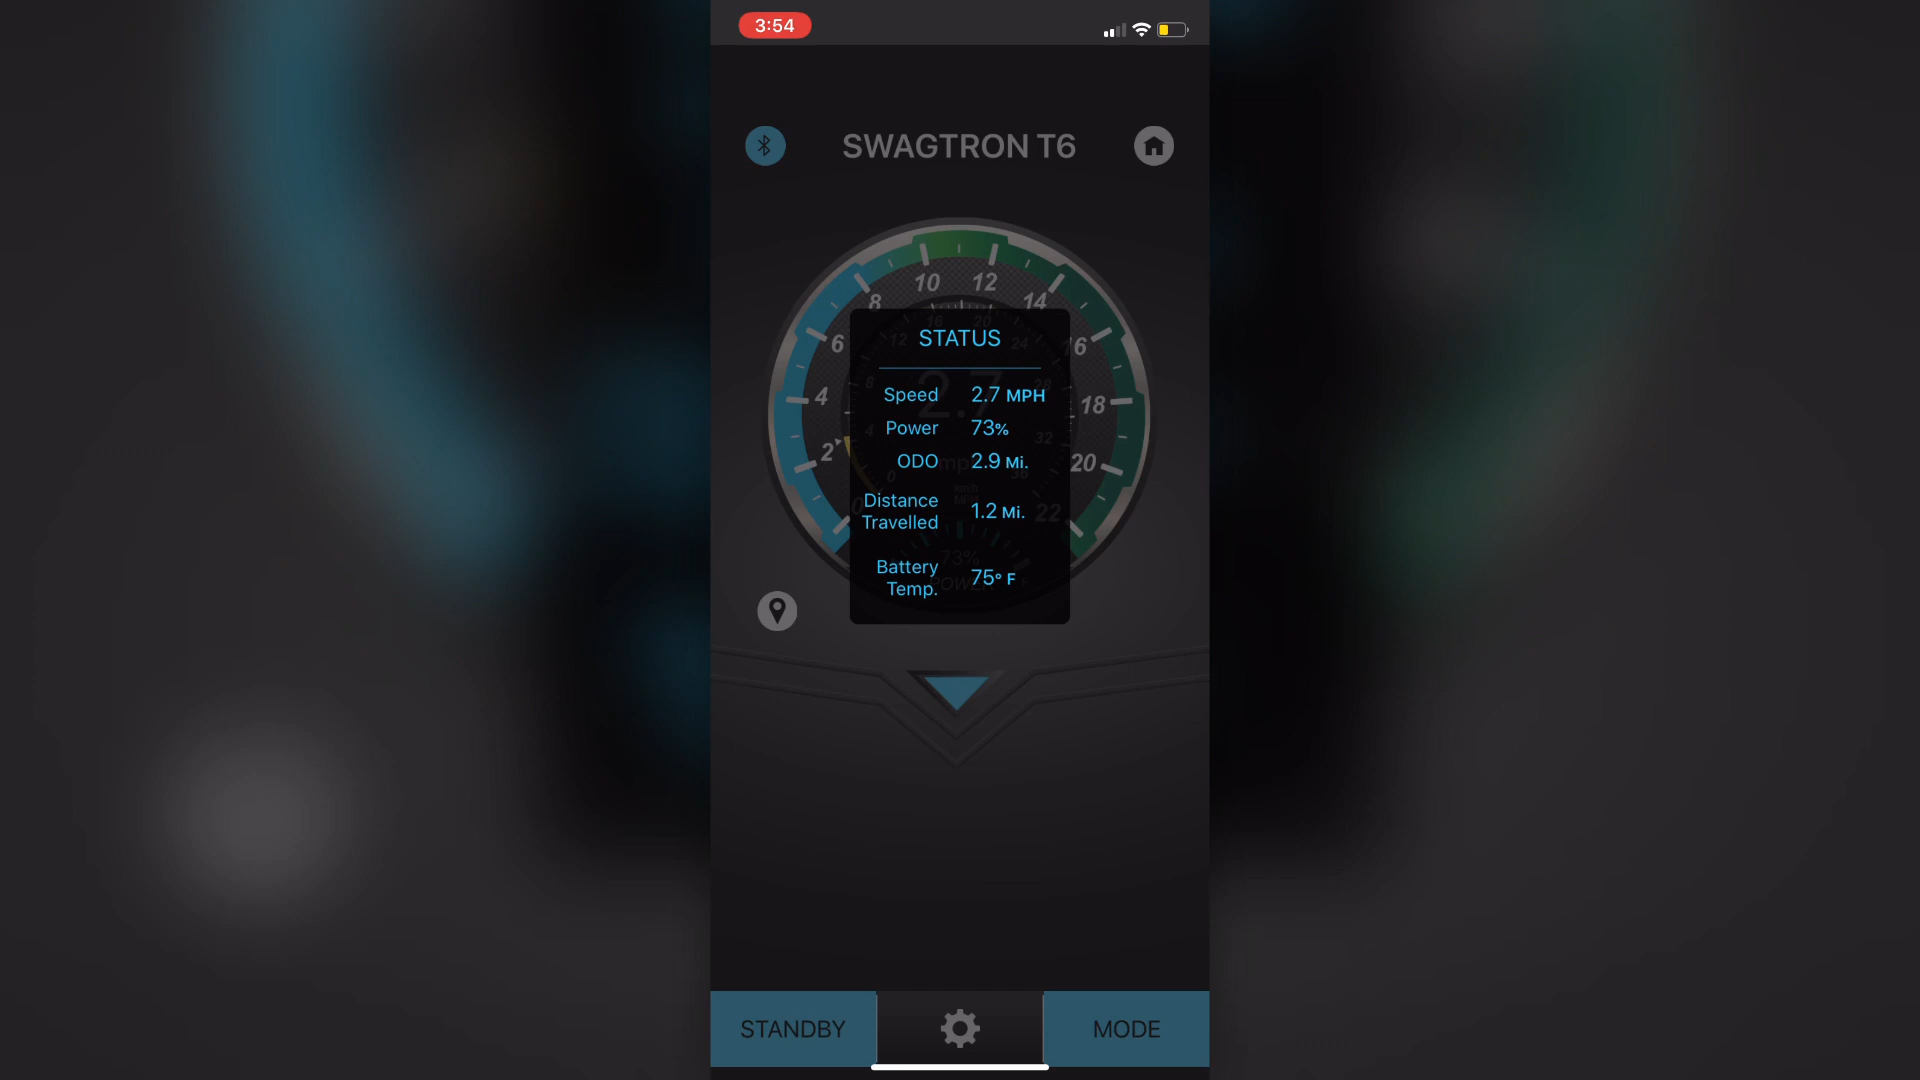 3:54
SWAGTRON T6
10 12
8 14
6 16
4 18
2 20
0 22
STATUS
Speed 2.7 MPH
Power 73%
ODO 2.9 Mi.
Distance
Travelled 1.2 Mi.
Battery
Temp. 75° F
STANDBY MODE